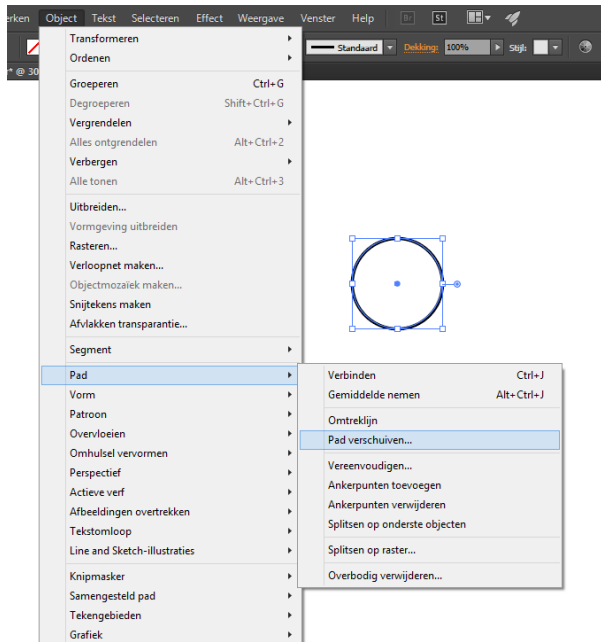 erken Object Tekst Selecteren Effect Weergave Venster Help Br St
Standaard Dekking: 100% Stijl:
* @ 30
Transformeren
Ordenen
Groeperen Ctrl+G
Degroeperen Shift+Ctrl+G
Vergrendelen
Alles ontgrendelen Alt+Ctrl+2
Verbergen
Alle tonen Alt+Ctrl+3
Uitbreiden...
Vormgeving uitbreiden
Rasteren...
Verloopnet maken...
Objectmozaïek maken...
Snijtekens maken
Afvlakken transparantie...
Segment
Pad
Vorm
Patroon
Overvloeien
Omhulsel vervormen
Perspectief
Actieve verf
Afbeeldingen overtrekken
Tekstomloop
Line and Sketch-illustraties
Knipmasker
Samengesteld pad
Tekengebieden
Grafiek
Verbinden Ctrl+J
Gemiddelde nemen Alt+Ctrl+J
Omtreklijn
Pad verschuiven...
Vereenvoudigen...
Ankerpunten toevoegen
Ankerpunten verwijderen
Splitsen op onderste objecten
Splitsen op raster...
Overbodig verwijderen...